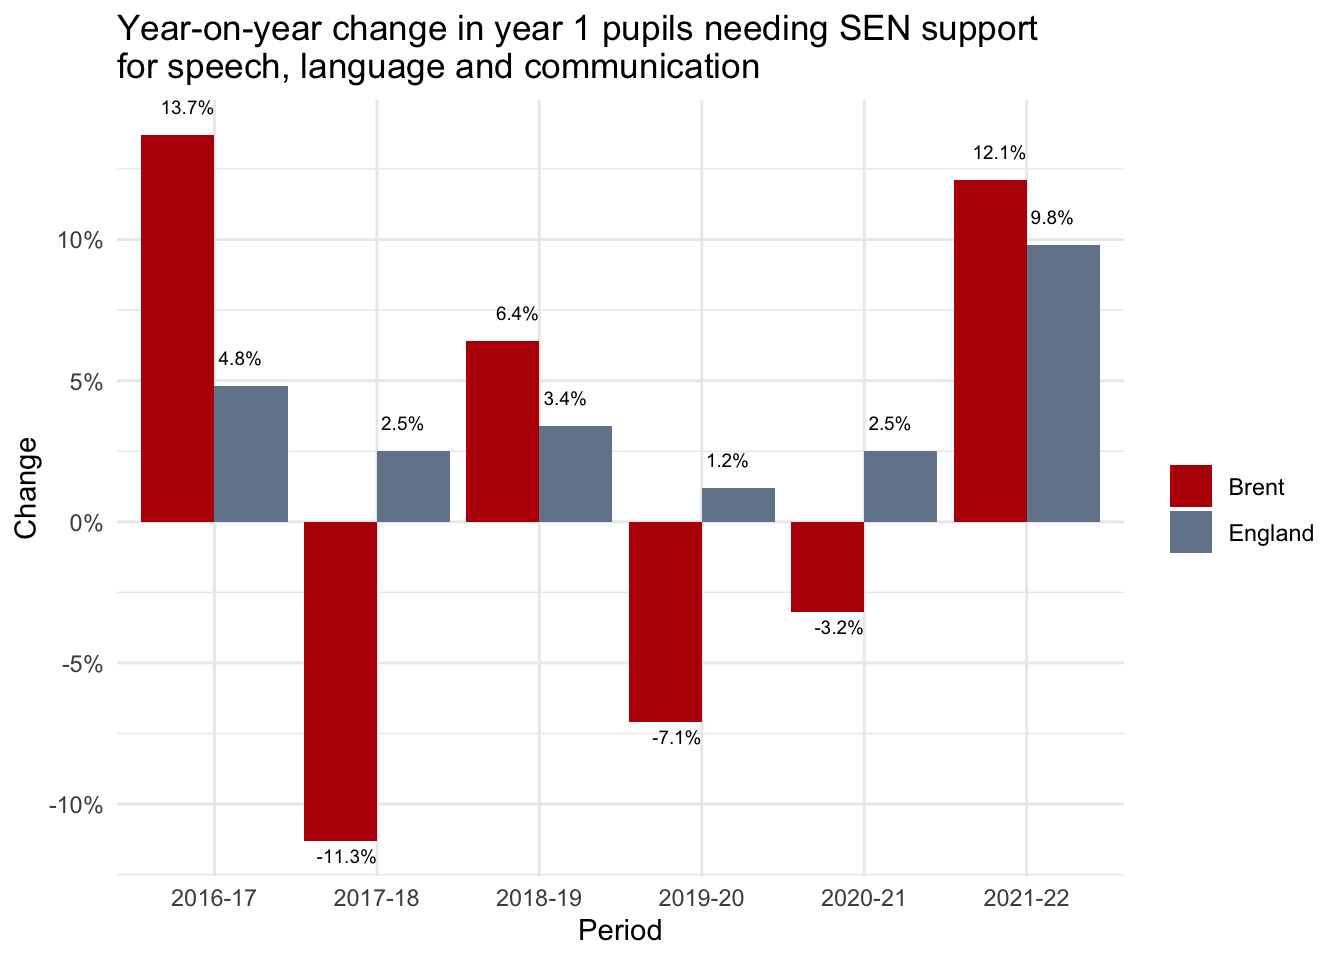 Year-on-year change in year 1 pupils needing SEN support
for speech, language and communication
13.7%
12.1%
9.8%
10%
6.4%
4.8%
3.4%
5%
2.5%
2.5%
1.2%
Change
Brent
0%
England
-3.2%
-5%
-7.1%
-10%
-11.3%
2016-17 2017-18 2018-19 2019-20 2020-21 2021-22
Period